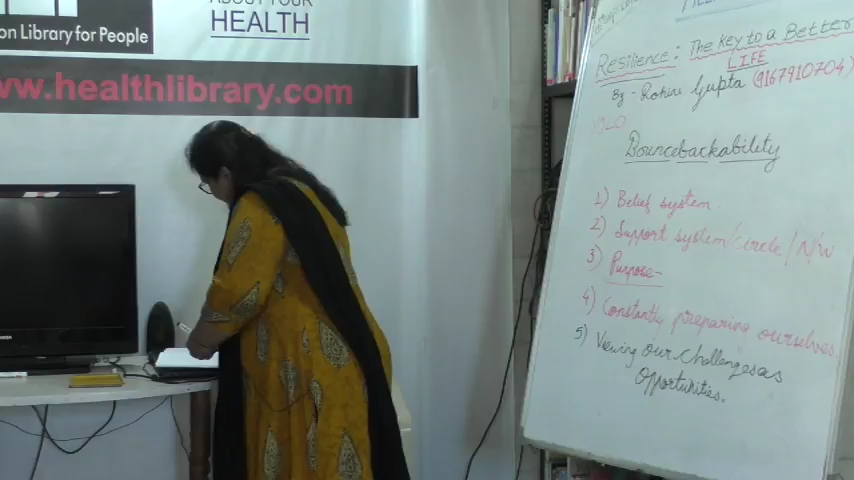 ABOUT YOUR
HEALTH
on Library for People
ww.healthlibrary.com
Resilience: The Key to a Better
LIFE
By - Rohini Gupta (9167910704)
Bouncebackability
1) Belief system
2) Support system/circle/N/W
3) Purpose
4) Constantly preparing ourselves
5) Viewing our challenges as
opportunities.